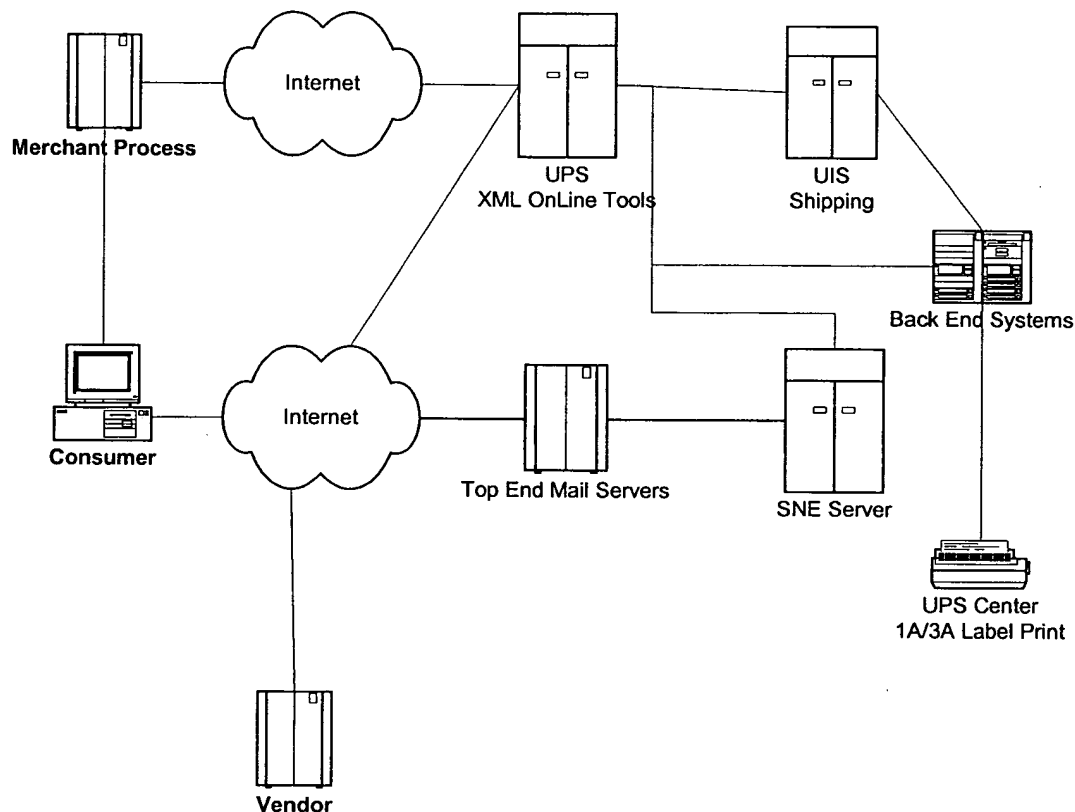 Internet
Merchant Process
UPS
XML OnLine Tools
UIS
Shipping
Back End Systems
Internet
Consumer
Top End Mail Servers
SNE Server
UPS Center
1A/3A Label Print
Vendor